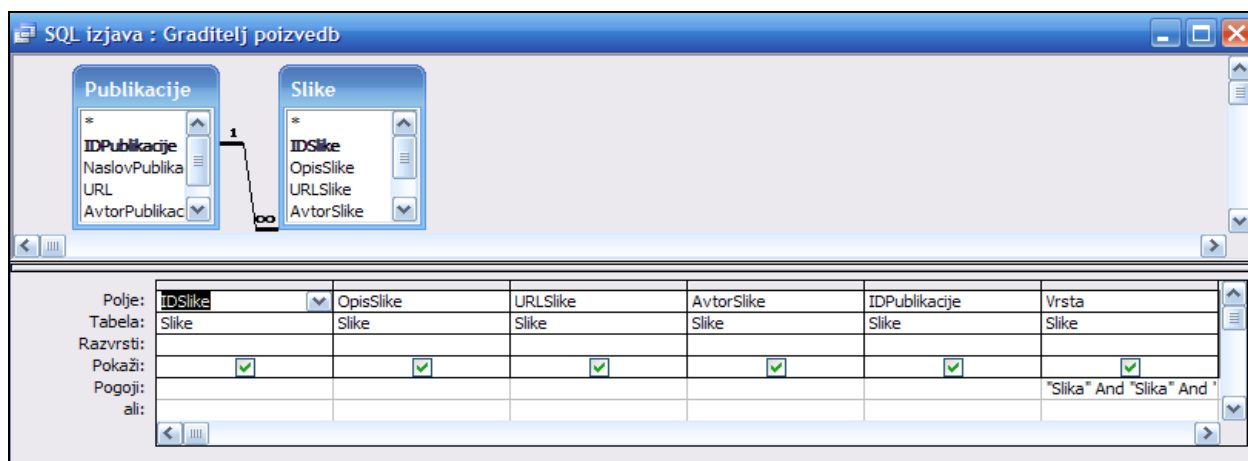 SQL izjava : Graditelj poizvedb
Publikacije
*
IDPublikacije
NaslovPublika
URL
AvtorPublikac
1
∞
Slike
*
IDSlike
OpisSlike
URLSlike
AvtorSlike
Polje: IDSlike OpisSlike URLSlike AvtorSlike IDPublikacije Vrsta
Tabela: Slike Slike Slike Slike Slike Slike
Razvrsti:
Pokaži:
Pogoji: "Slika" And "Slika" And "
ali: